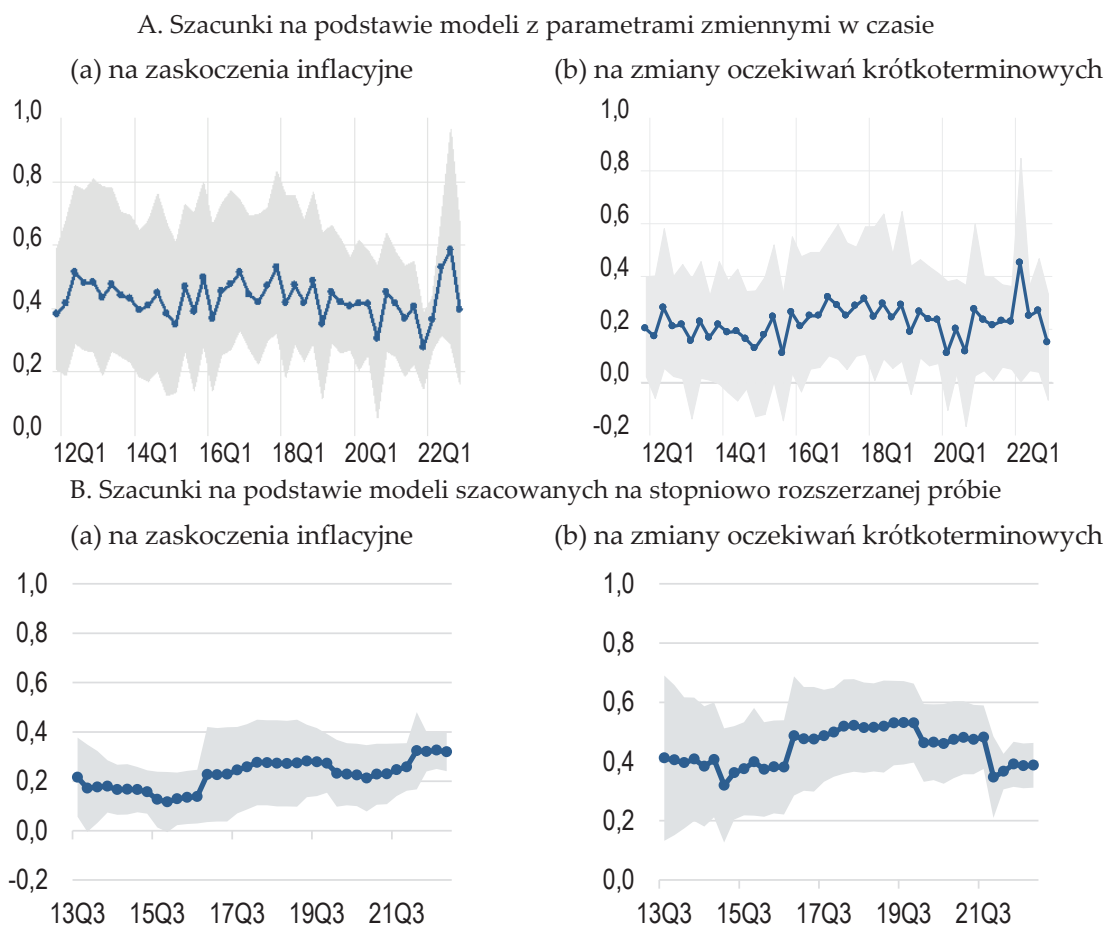 A. Szacunki na podstawie modeli z parametrami zmiennymi w czasie
(a) na zaskoczenia inflacyjne
(b) na zmiany oczekiwań krótkoterminowych
1,0
0,8
0,6
0,4
0,2
0,0
12Q1 14Q1 16Q1 18Q1 20Q1 22Q1
1,0
0,8
0,6
0,4
0,2
0,0
-0,2
12Q1 14Q1 16Q1 18Q1 20Q1 22Q1
B. Szacunki na podstawie modeli szacowanych na stopniowo rozszerzanej próbie
(a) na zaskoczenia inflacyjne
(b) na zmiany oczekiwań krótkoterminowych
1,0
0,8
0,6
0,4
0,2
0,0
-0,2
13Q3 15Q3 17Q3 19Q3 21Q3
1,0
0,8
0,6
0,4
0,2
0,0
13Q3 15Q3 17Q3 19Q3 21Q3